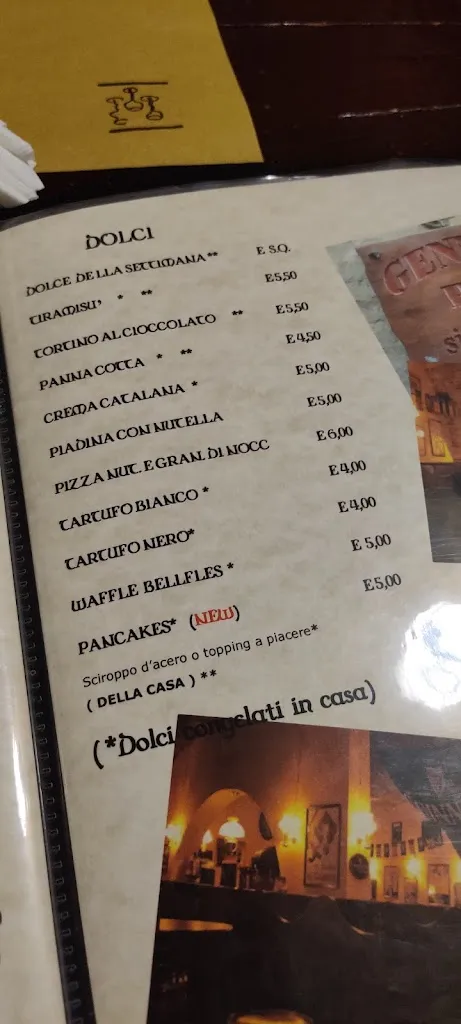 DOLCI
DOLCE DELLA SETTIMANA ** E S.Q.
TIRAMISU' * ** E5,50
TORTINO AL CIOCCOLATO ** E5,50
PANNA COTTA * ** E4,50
CREMA CATALANA * E5,00
PIADINA CON NUTELLA E5,00
PIZZA NUT. E GRAN. DI NOCC E6,00
TARTUFO BIANCO * E4,00
TARTUFO NERO* E4,00
WAFFLE BELLFLES * E 5,00
PANCAKES* (NEW) E5,00
Sciroppo d'acero o topping a piacere*
( DELLA CASA ) **
(*Dolci congelati in casa)
GEN